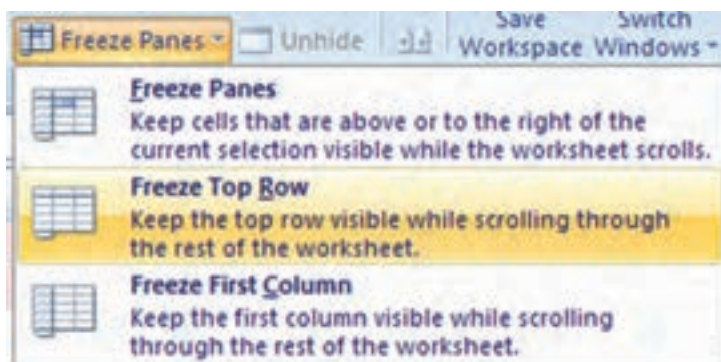 Freeze Panes Unhide Save Switch
Workspace Windows
Freeze Panes
Keep cells that are above or to the right of the
current selection visible while the worksheet scrolls.
Freeze Top Row
Keep the top row visible while scrolling through
the rest of the worksheet.
Freeze First Column
Keep the first column visible while scrolling
through the rest of the worksheet.